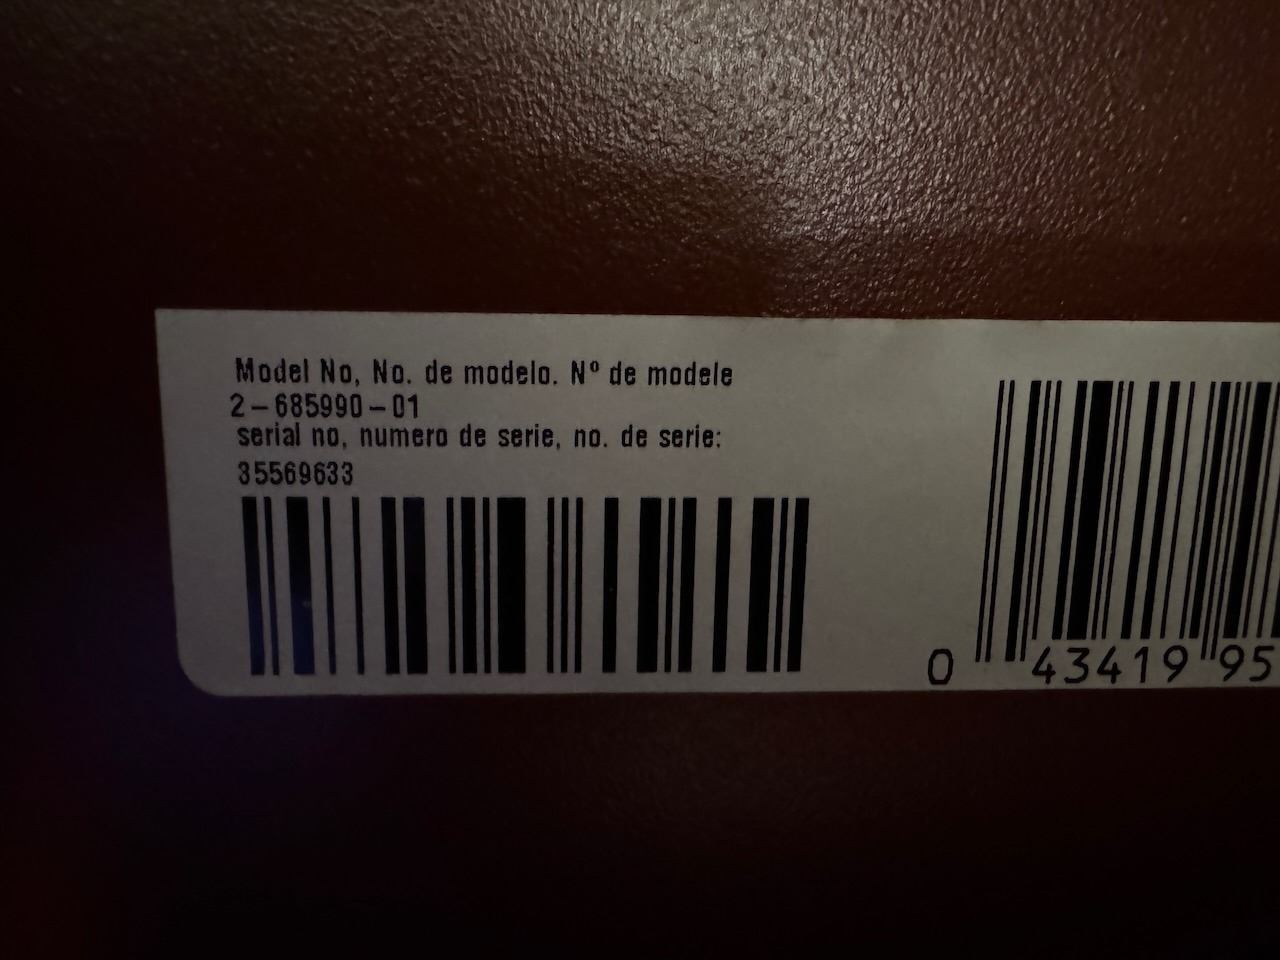 Model No, No. de modelo. Nº de modele
2-685990-01
serial no, numero de serie, no. de serie:
35569633
0 43419 95